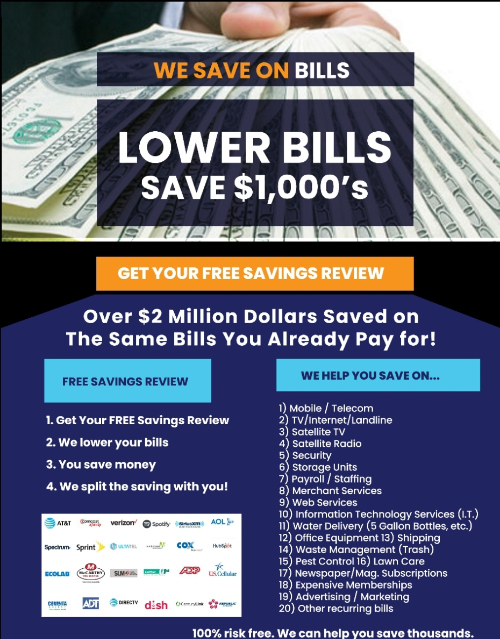 WE SAVE ON BILLS
LOWER BILLS
SAVE $1,000's
GET YOUR FREE SAVINGS REVIEW
Over $2 Million Dollars Saved on
The Same Bills You Already Pay for!
FREE SAVINGS REVIEW
1. Get Your FREE Savings Review
2. We lower your bills
3. You save money
4. We split the saving with you!
AT&T verizon Spotify SiriusXM AOL
Spectrum Sprint COX HubSpot
ECOLAB McCARTER SLM ADP U.S. Cellular
ADT DIRECTV dish CenturyLink
WE HELP YOU SAVE ON...
1) Mobile / Telecom
2) TV/Internet/Landline
3) Satellite TV
4) Satellite Radio
5) Security
6) Storage Units
7) Payroll / Staffing
8) Merchant Services
9) Web Services
10) Information Technology Services (I.T.)
11) Water Delivery (5 Gallon Bottles, etc.)
12) Office Equipment 13) Shipping
14) Waste Management (Trash)
15) Pest Control 16) Lawn Care
17) Newspaper/Mag. Subscriptions
18) Expensive Memberships
19) Advertising / Marketing
20) Other recurring bills
100% risk free. We can help you save thousands.